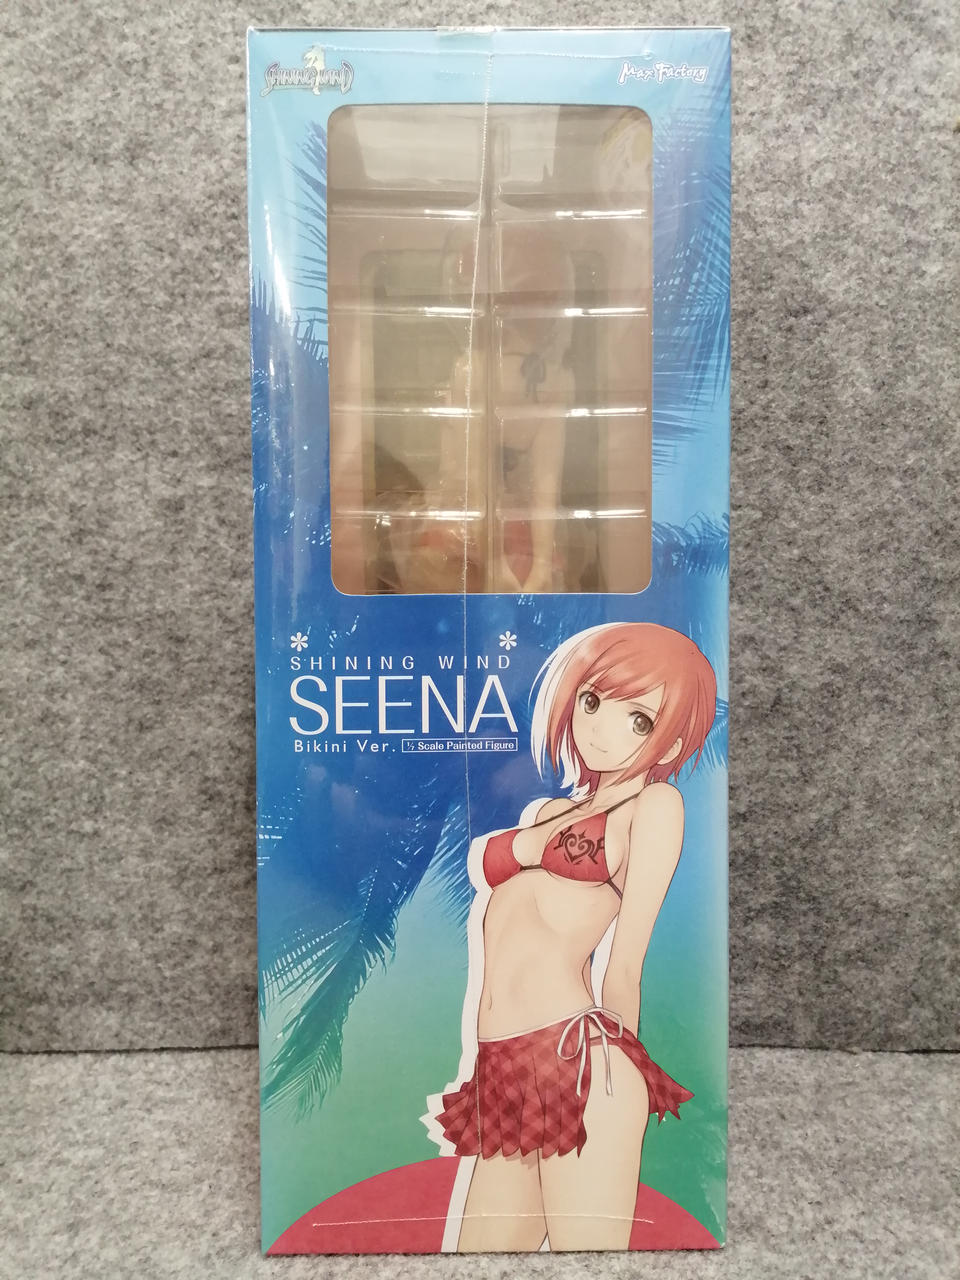 SHINING WIND
Max Factory
* *
SHINING WIND
SEENA
Bikini Ver. ½ Scale Painted Figure